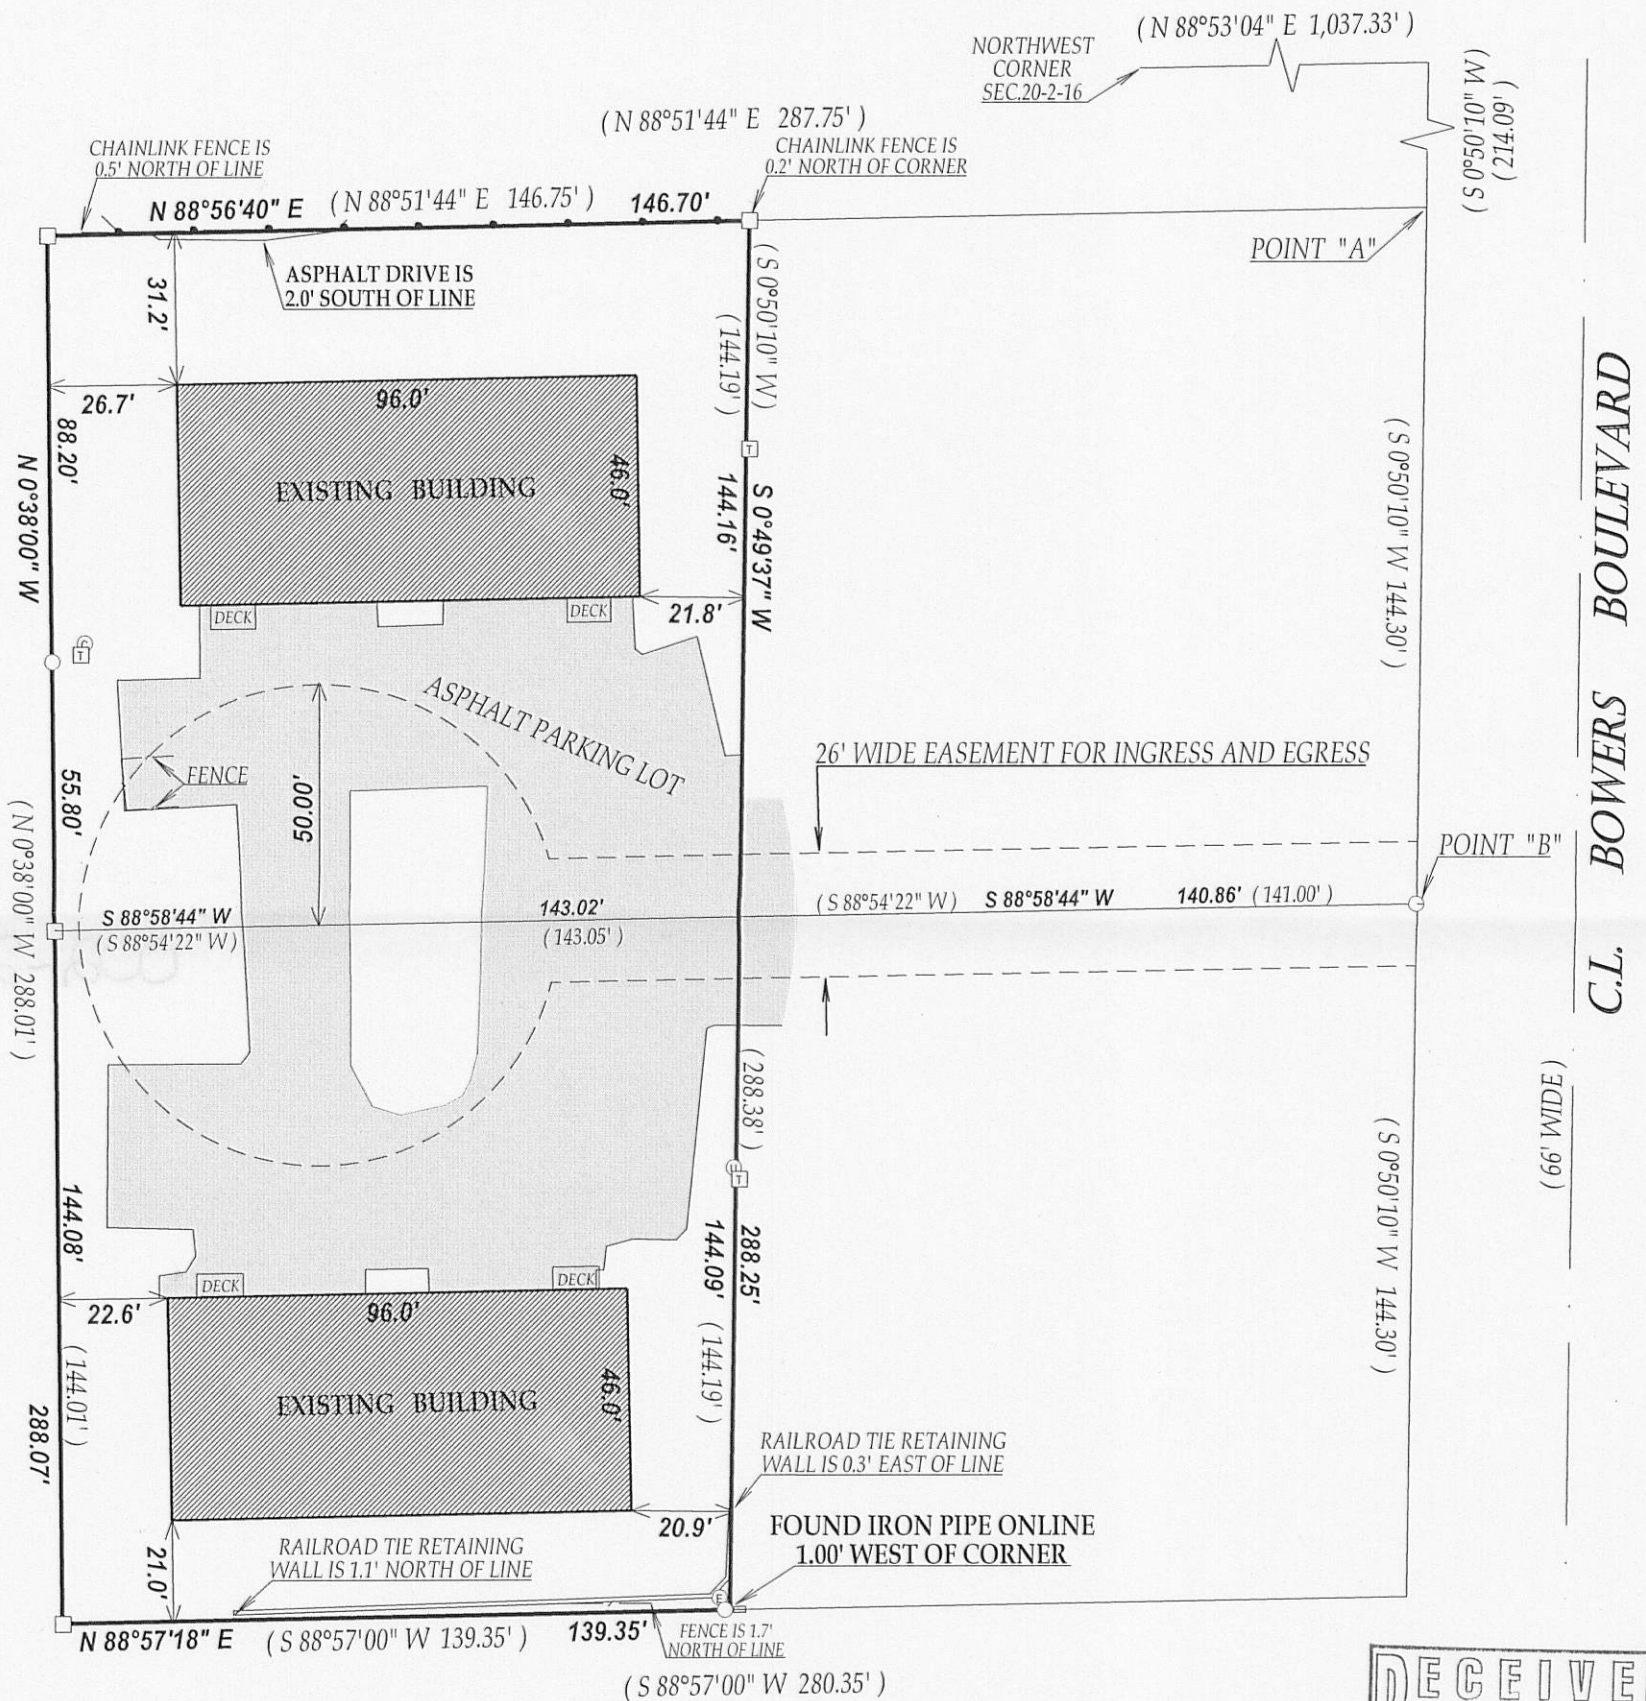 ( N 88°53'04" E 1,037.33' )
NORTHWEST
CORNER
SEC.20-2-16
( S 0°50'10" W )
( 214.09' )
( N 88°51'44" E 287.75' )
CHAINLINK FENCE IS
0.5' NORTH OF LINE
CHAINLINK FENCE IS
0.2' NORTH OF CORNER
N 88°56'40" E ( N 88°51'44" E 146.75' ) 146.70'
POINT "A"
ASPHALT DRIVE IS
2.0' SOUTH OF LINE
31.2'
( S 0°50'10" W )
( 144.19' )
26.7'
96.0'
88.20'
N 0°38'00" W
EXISTING BUILDING
46.0'
T
144.16'
S 0°49'37" W
( S 0°50'10" W 144.30' )
C.L. BOWERS BOULEVARD
DECK
DECK
21.8'
C
T
ASPHALT PARKING LOT
FENCE
55.80'
50.00'
26' WIDE EASEMENT FOR INGRESS AND EGRESS
POINT "B"
( N 0°38'00" W 288.01' )
S 88°58'44" W
( S 88°54'22" W )
143.02'
( 143.05' )
( S 88°54'22" W ) S 88°58'44" W 140.86' ( 141.00' )
( 288.38' )
( 66' WIDE )
( S 0°50'10" W 144.30' )
T
144.08'
144.09'
288.25'
DECK
DECK
22.6'
96.0'
( 144.01' )
( 144.19' )
EXISTING BUILDING
46.0'
288.07'
RAILROAD TIE RETAINING
WALL IS 0.3' EAST OF LINE
20.9'
FOUND IRON PIPE ONLINE
1.00' WEST OF CORNER
RAILROAD TIE RETAINING
WALL IS 1.1' NORTH OF LINE
21.0'
E
N 88°57'18" E ( S 88°57'00" W 139.35' ) 139.35'
FENCE IS 1.7'
NORTH OF LINE
( S 88°57'00" W 280.35' )
DECEIVE